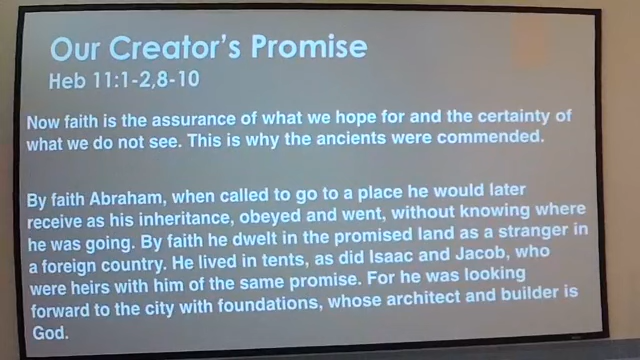 Our Creator's Promise
Heb 11:1-2,8-10
Now faith is the assurance of what we hope for and the certainty of
what we do not see. This is why the ancients were commended.
By faith Abraham, when called to go to a place he would later
receive as his inheritance, obeyed and went, without knowing where
he was going. By faith he dwelt in the promised land as a stranger in
a foreign country. He lived in tents, as did Isaac and Jacob, who
were heirs with him of the same promise. For he was looking
forward to the city with foundations, whose architect and builder is
God.